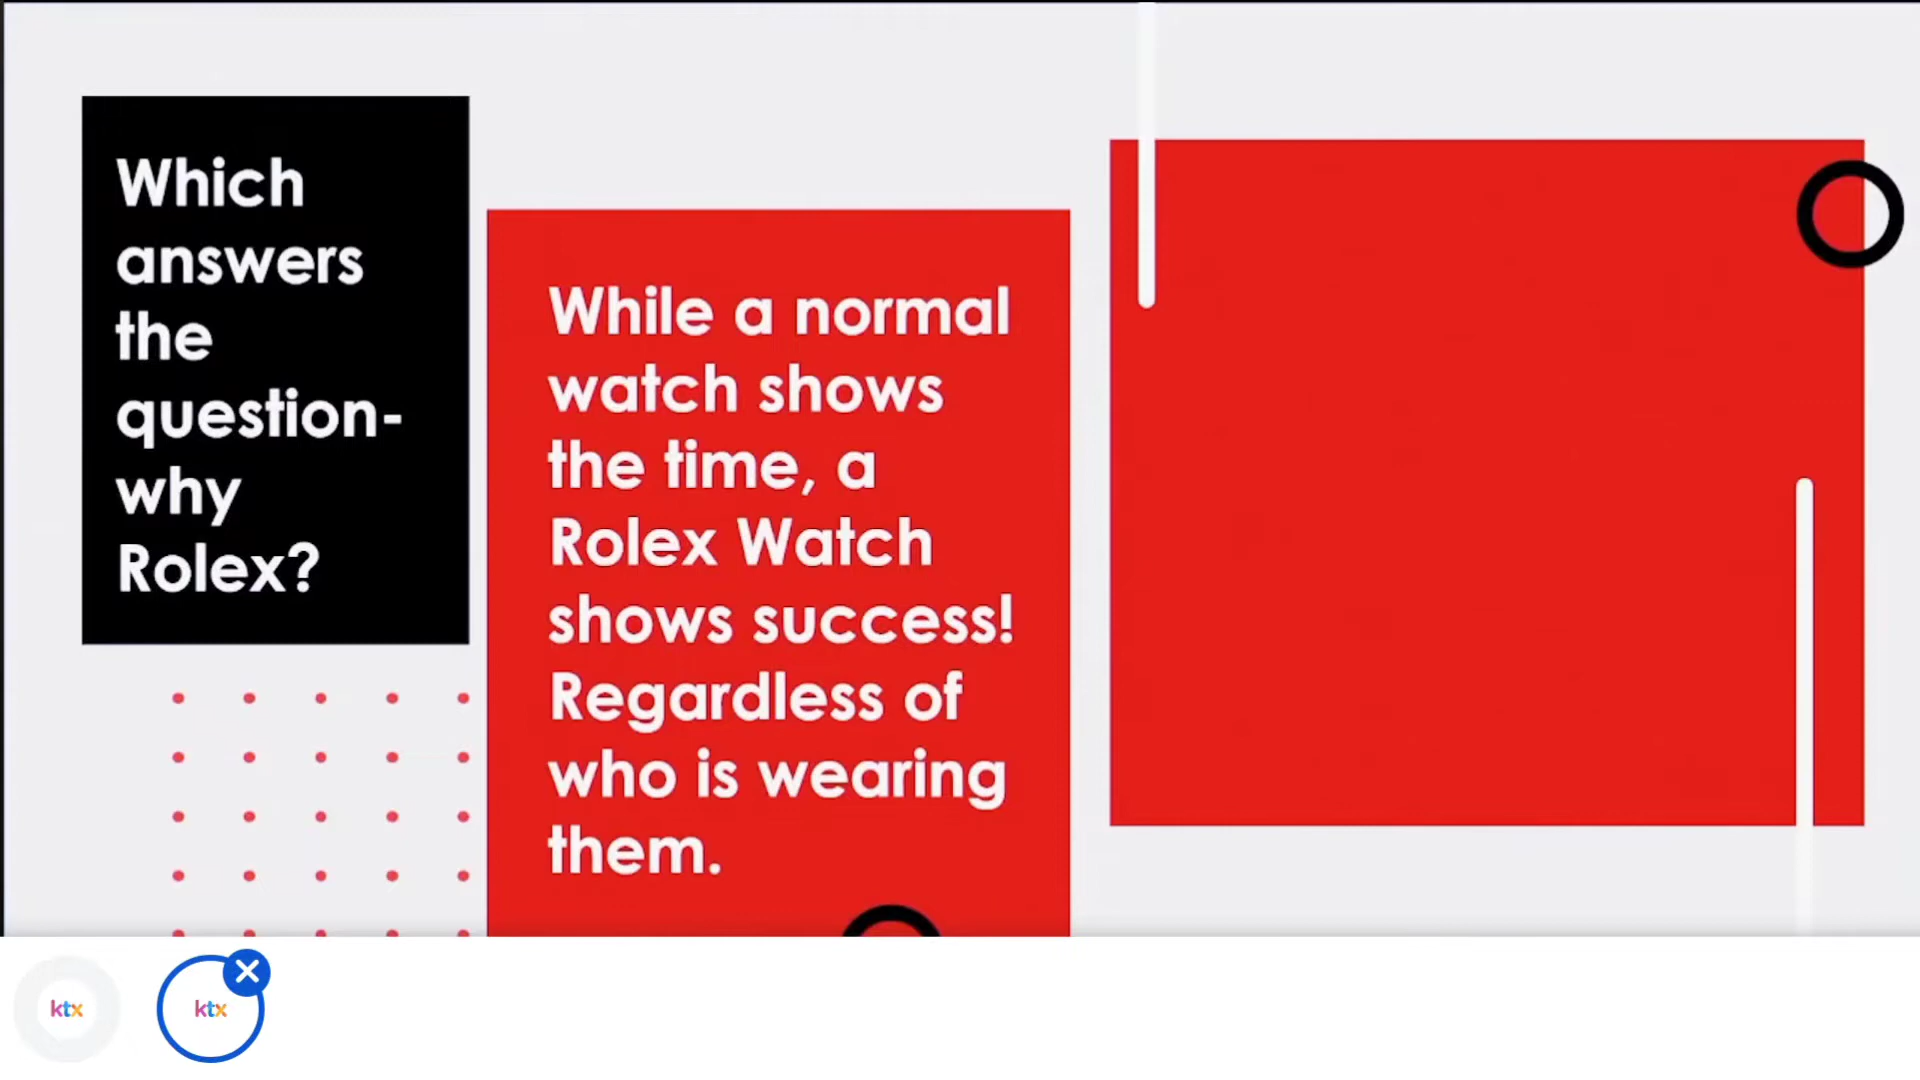 Which
answers
the
question-
why
Rolex?
While a normal
watch shows
the time, a
Rolex Watch
shows success!
Regardless of
who is wearing
them.
ktx
ktx